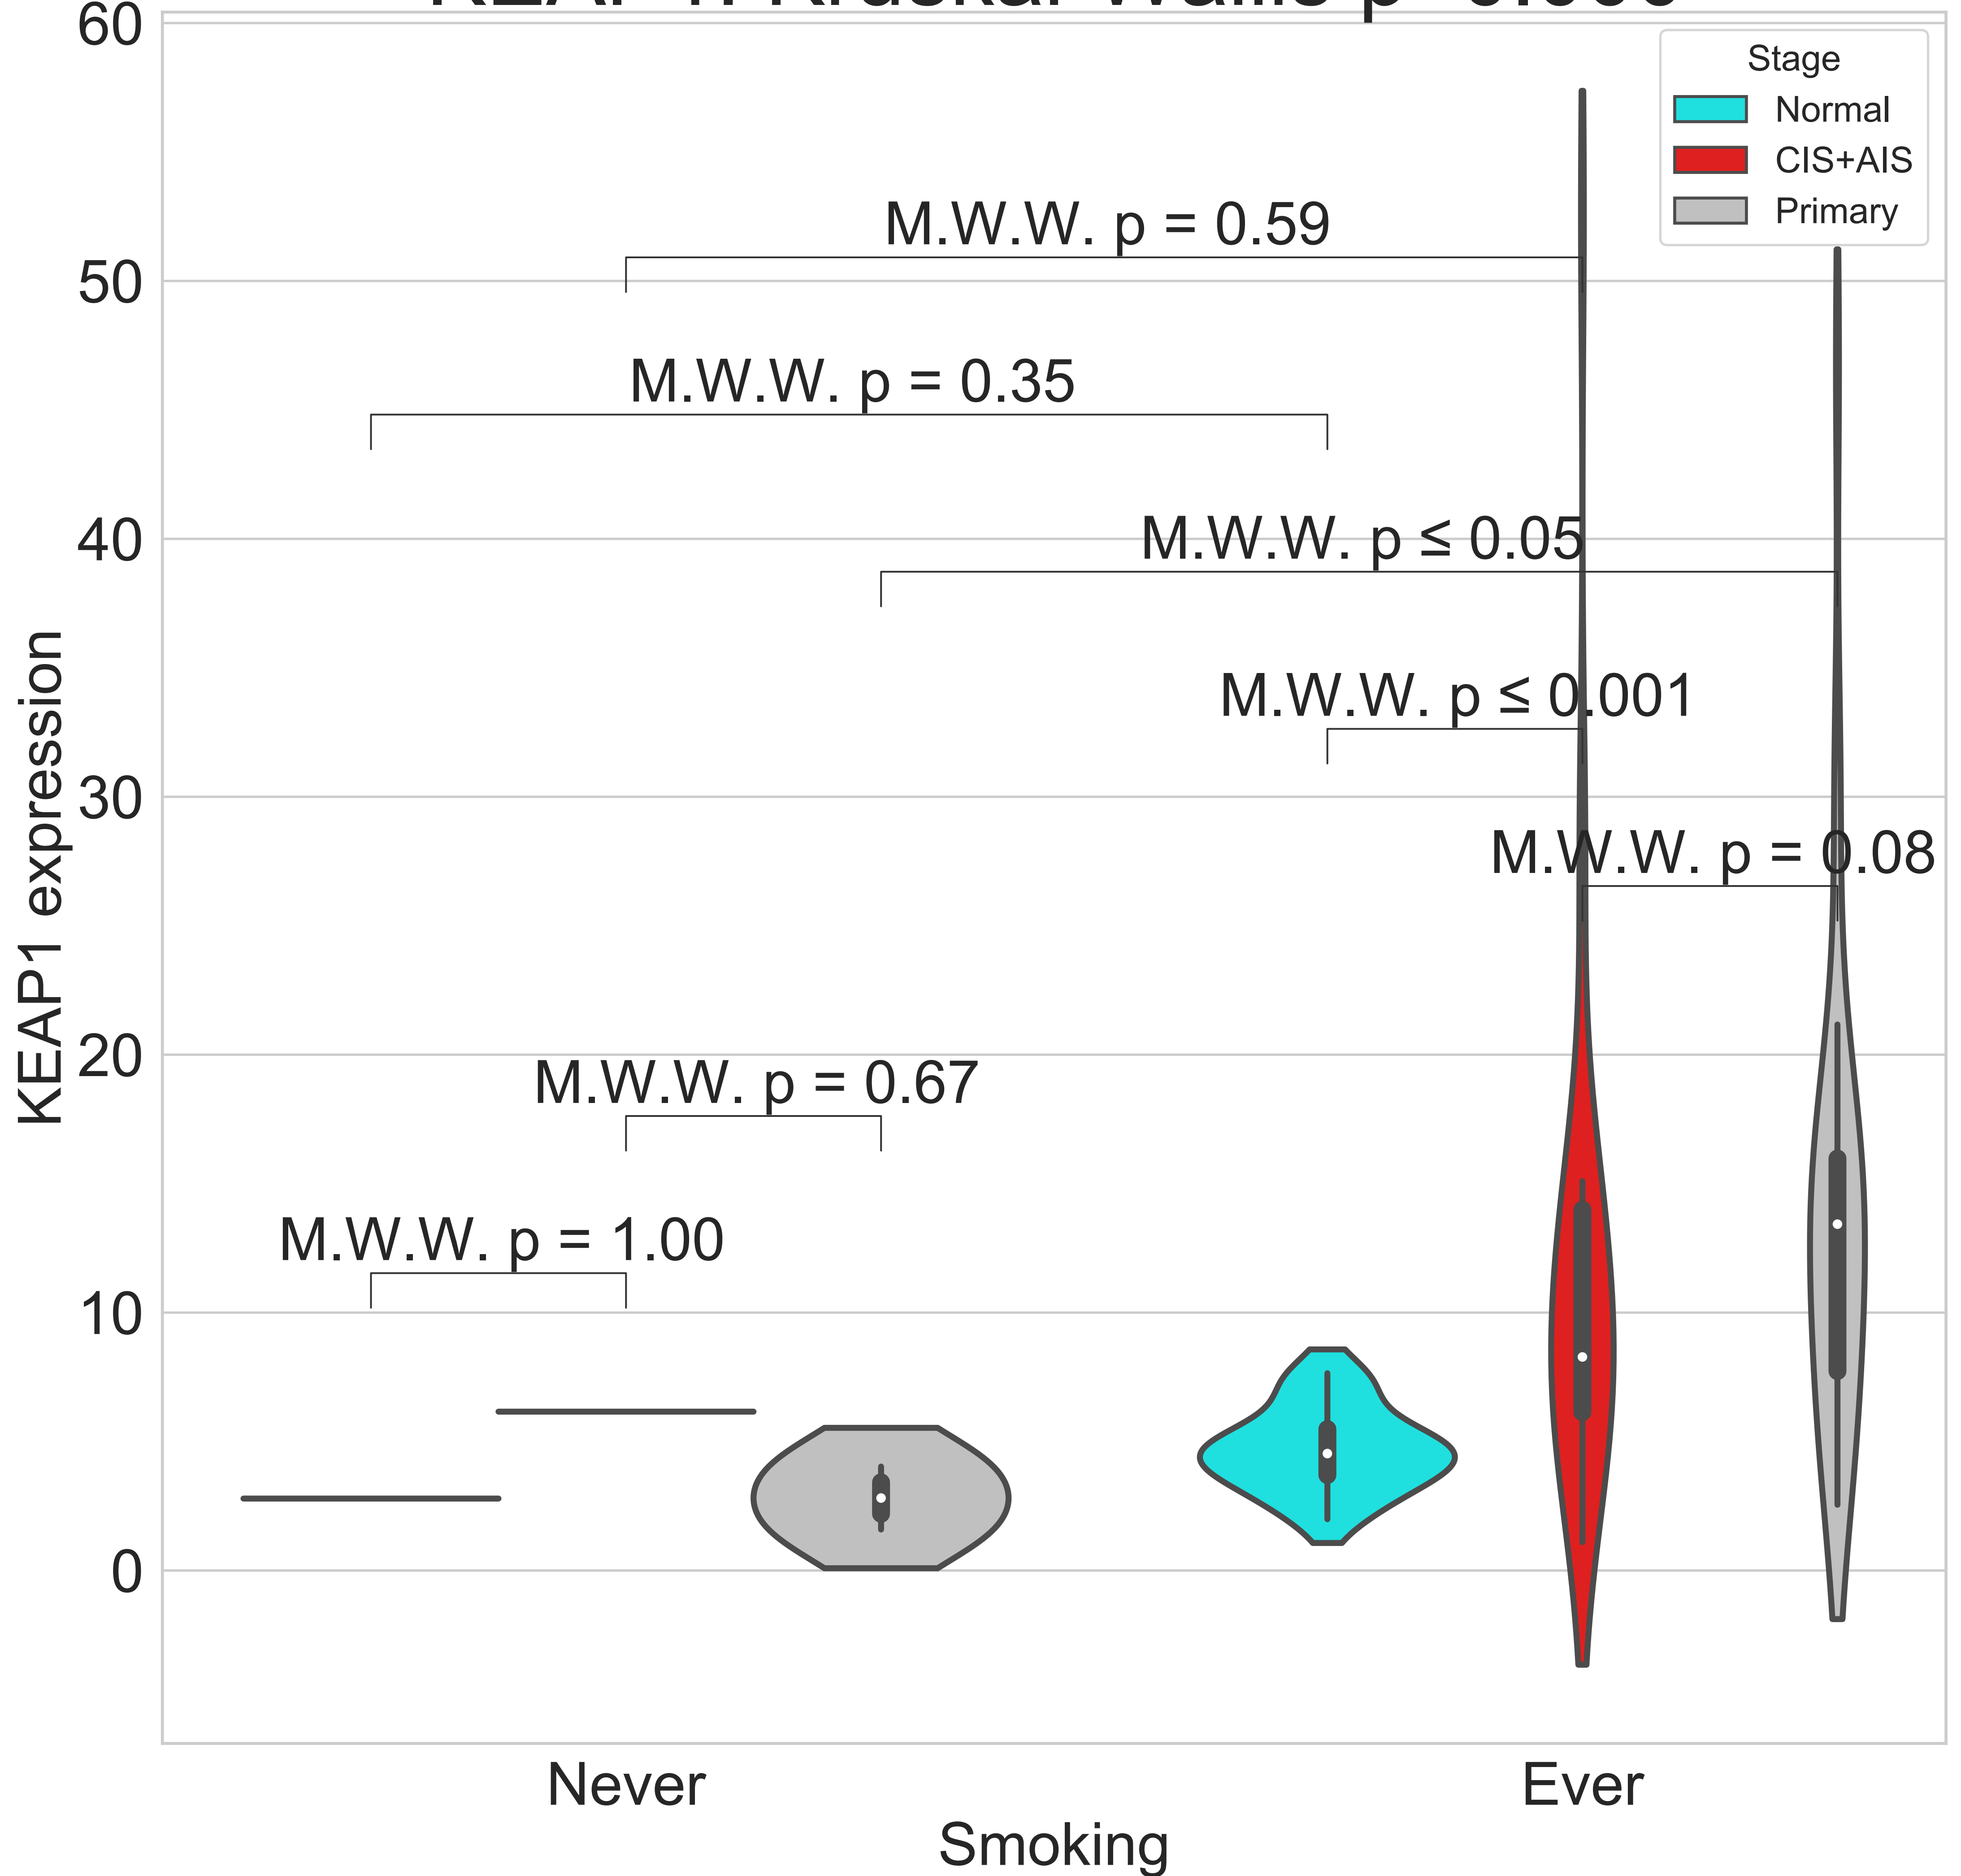 60
50
40
30
20
10
0
KEAP1 expression
Stage
Normal
CIS+AIS
Primary
M.W.W. p = 0.59
M.W.W. p = 0.35
M.W.W. p ≤ 0.05
M.W.W. p ≤ 0.001
M.W.W. p = 0.08
M.W.W. p = 0.67
M.W.W. p = 1.00
Never
Ever
Smoking